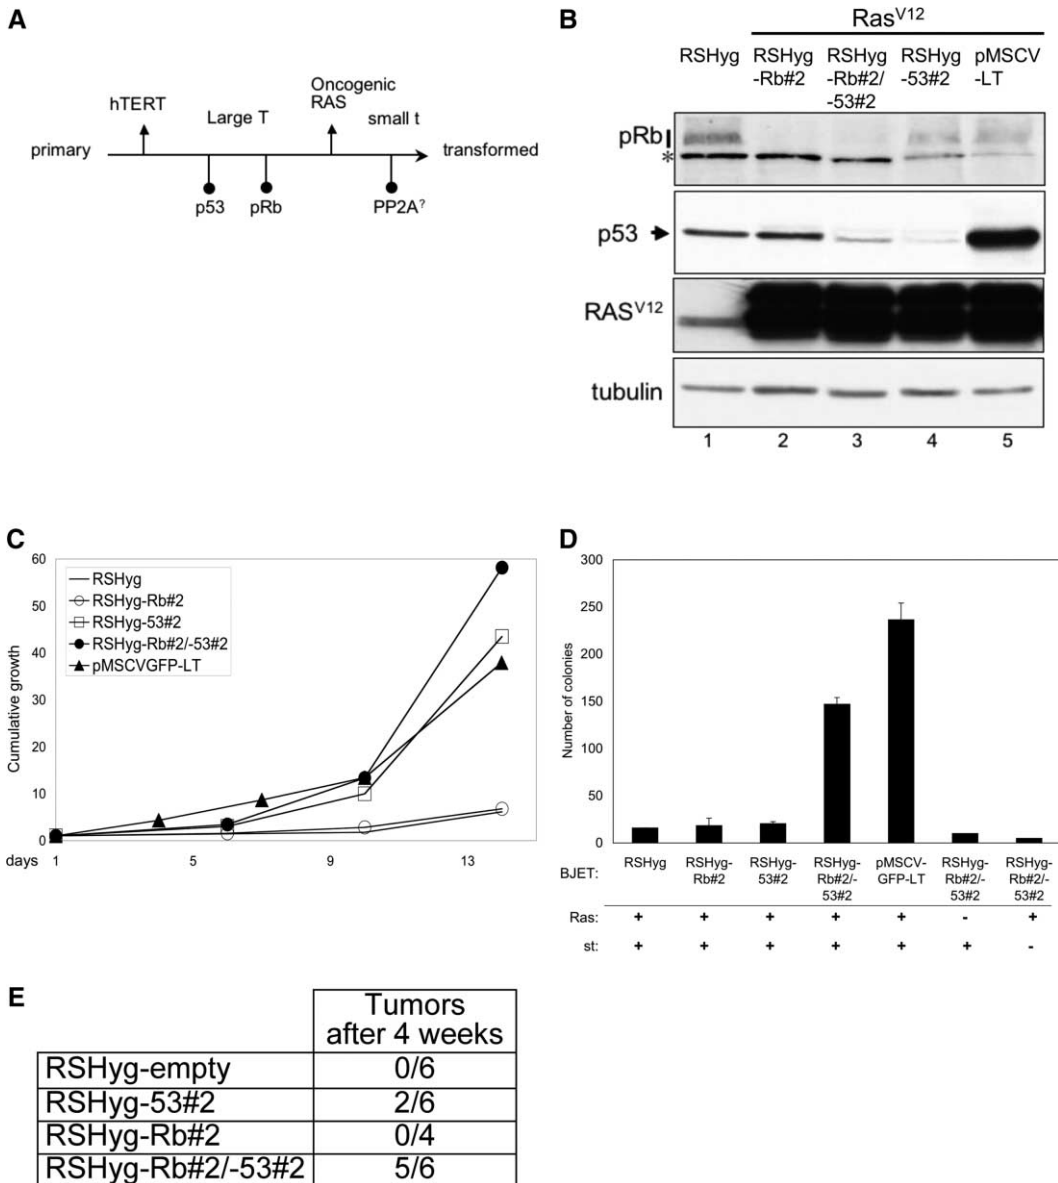 A
hTERT
Large T
Oncogenic
RAS
small t
primary
transformed
p53
pRb
PP2A?
B
RasV12
RSHyg
RSHyg
-Rb#2
RSHyg
-Rb#2/
-53#2
RSHyg
-53#2
pMSCV
-LT
pRb
*
p53
RASV12
tubulin
1 2 3 4 5
C
60
50
40
30
20
10
0
Cumulative growth
RSHyg
RSHyg-Rb#2
RSHyg-53#2
RSHyg-Rb#2/-53#2
pMSCVGFP-LT
days 1 5 9 13
D
300
250
200
150
100
50
0
Number of colonies
BJET:
RSHyg
RSHyg-
Rb#2
RSHyg-
53#2
RSHyg-
Rb#2/-
53#2
pMSCV-
GFP-LT
RSHyg-
Rb#2/-
53#2
RSHyg-
Rb#2/-
53#2
Ras: + + + + + - +
st: + + + + + + -
E
Tumors
after 4 weeks
RSHyg-empty 0/6
RSHyg-53#2 2/6
RSHyg-Rb#2 0/4
RSHyg-Rb#2/-53#2 5/6